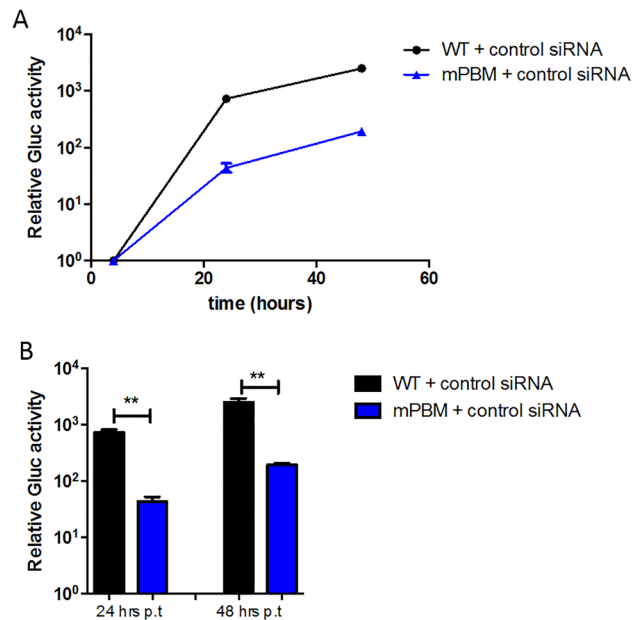 A
10⁴
10³
10²
10¹
10⁰
Relative Gluc activity
0
20
40
60
time (hours)
WT + control siRNA
mPBM + control siRNA
B
10⁴
10³
10²
10¹
10⁰
Relative Gluc activity
**
**
24 hrs p.t
48 hrs p.t
WT + control siRNA
mPBM + control siRNA